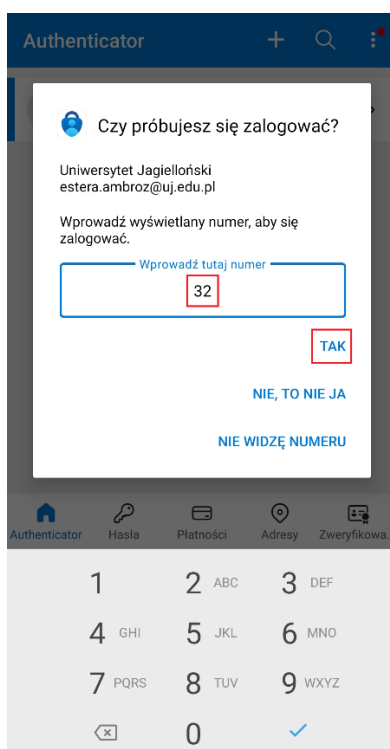 Authenticator
Czy próbujesz się zalogować?
Uniwersytet Jagielloński
estera.ambroz@uj.edu.pl
Wprowadź wyświetlany numer, aby się
zalogować.
Wprowadź tutaj numer
32
TAK
NIE, TO NIE JA
NIE WIDZĘ NUMERU
Authenticator Hasła Płatności Adresy Zweryfikowa.
1 2 ABC 3 DEF
4 GHI 5 JKL 6 MNO
7 PQRS 8 TUV 9 WXYZ
0